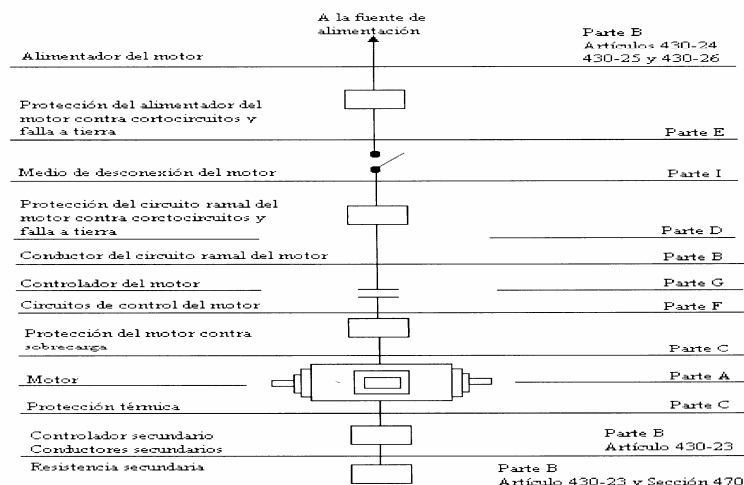 A la fuente de
alimentación
Parte B
Artículos 430-24
430-25 y 430-26
Alimentador del motor
Protección del alimentador del
motor contra cortocircuitos y
falla a tierra
Parte E
Medio de desconexión del motor
Parte I
Protección del circuito ramal del
motor contra corctocircuitos y
falla a tierra
Parte D
Conductor del circuito ramal del motor
Parte B
Controlador del motor
Parte G
Circuitos de control del motor
Parte F
Protección del motor contra
sobrecarga
Parte C
Motor
Parte A
Protección térmica
Parte C
Controlador secundario
Conductores secundarios
Parte B
Artículo 430-23
Resistencia secundaria
Parte B
Artículo 430-23 y Sección 470